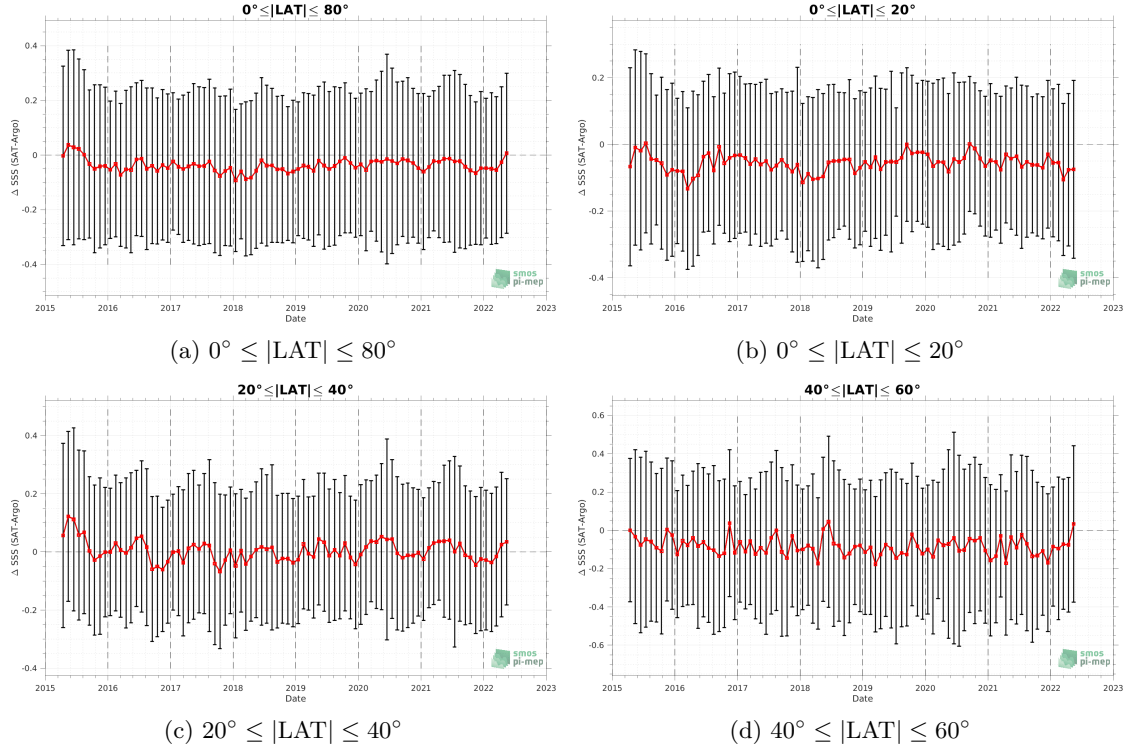 0°≤|LAT|≤ 80°
Δ SSS (SAT-Argo)
0.4
0.2
0
-0.2
-0.4
2015 2016 2017 2018 2019 2020 2021 2022 2023
Date
smos
pi-mep
(a) 0° ≤ |LAT| ≤ 80°
0°≤|LAT|≤ 20°
Δ SSS (SAT-Argo)
0.2
0
-0.2
-0.4
2015 2016 2017 2018 2019 2020 2021 2022 2023
Date
smos
pi-mep
(b) 0° ≤ |LAT| ≤ 20°
20°≤|LAT|≤ 40°
Δ SSS (SAT-Argo)
0.4
0.2
0
-0.2
-0.4
2015 2016 2017 2018 2019 2020 2021 2022 2023
Date
smos
pi-mep
(c) 20° ≤ |LAT| ≤ 40°
40°≤|LAT|≤ 60°
Δ SSS (SAT-Argo)
0.6
0.4
0.2
0
-0.2
-0.4
-0.6
2015 2016 2017 2018 2019 2020 2021 2022 2023
Date
smos
pi-mep
(d) 40° ≤ |LAT| ≤ 60°